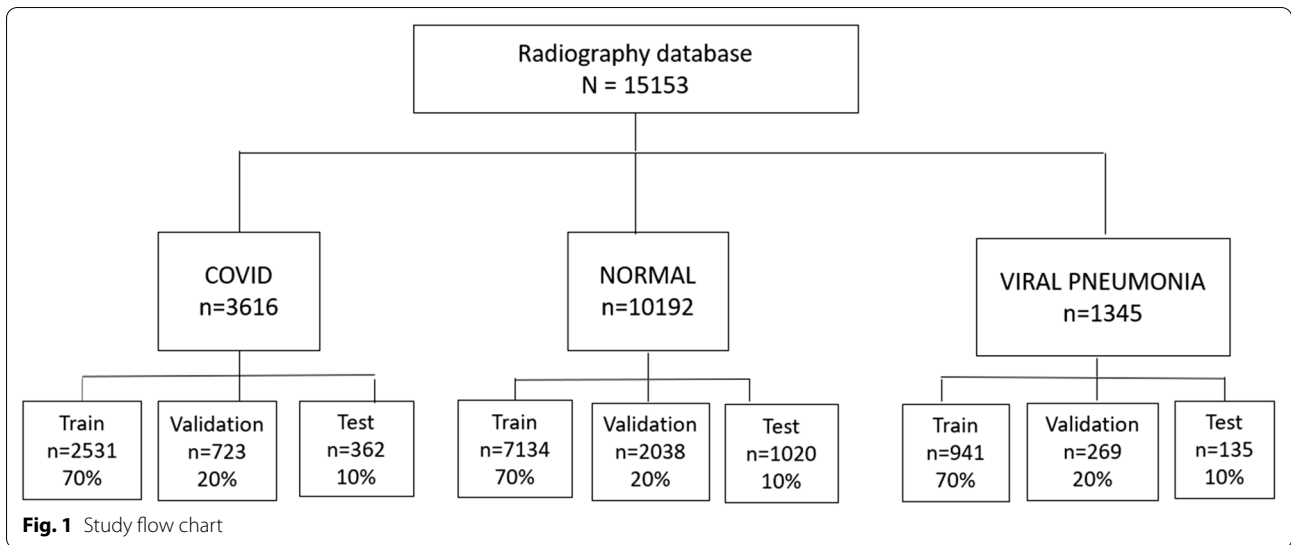 Radiography database
N = 15153
COVID
n=3616
NORMAL
n=10192
VIRAL PNEUMONIA
n=1345
Train
n=2531
70%
Validation
n=723
20%
Test
n=362
10%
Train
n=7134
70%
Validation
n=2038
20%
Test
n=1020
10%
Train
n=941
70%
Validation
n=269
20%
Test
n=135
10%
Fig. 1 Study flow chart